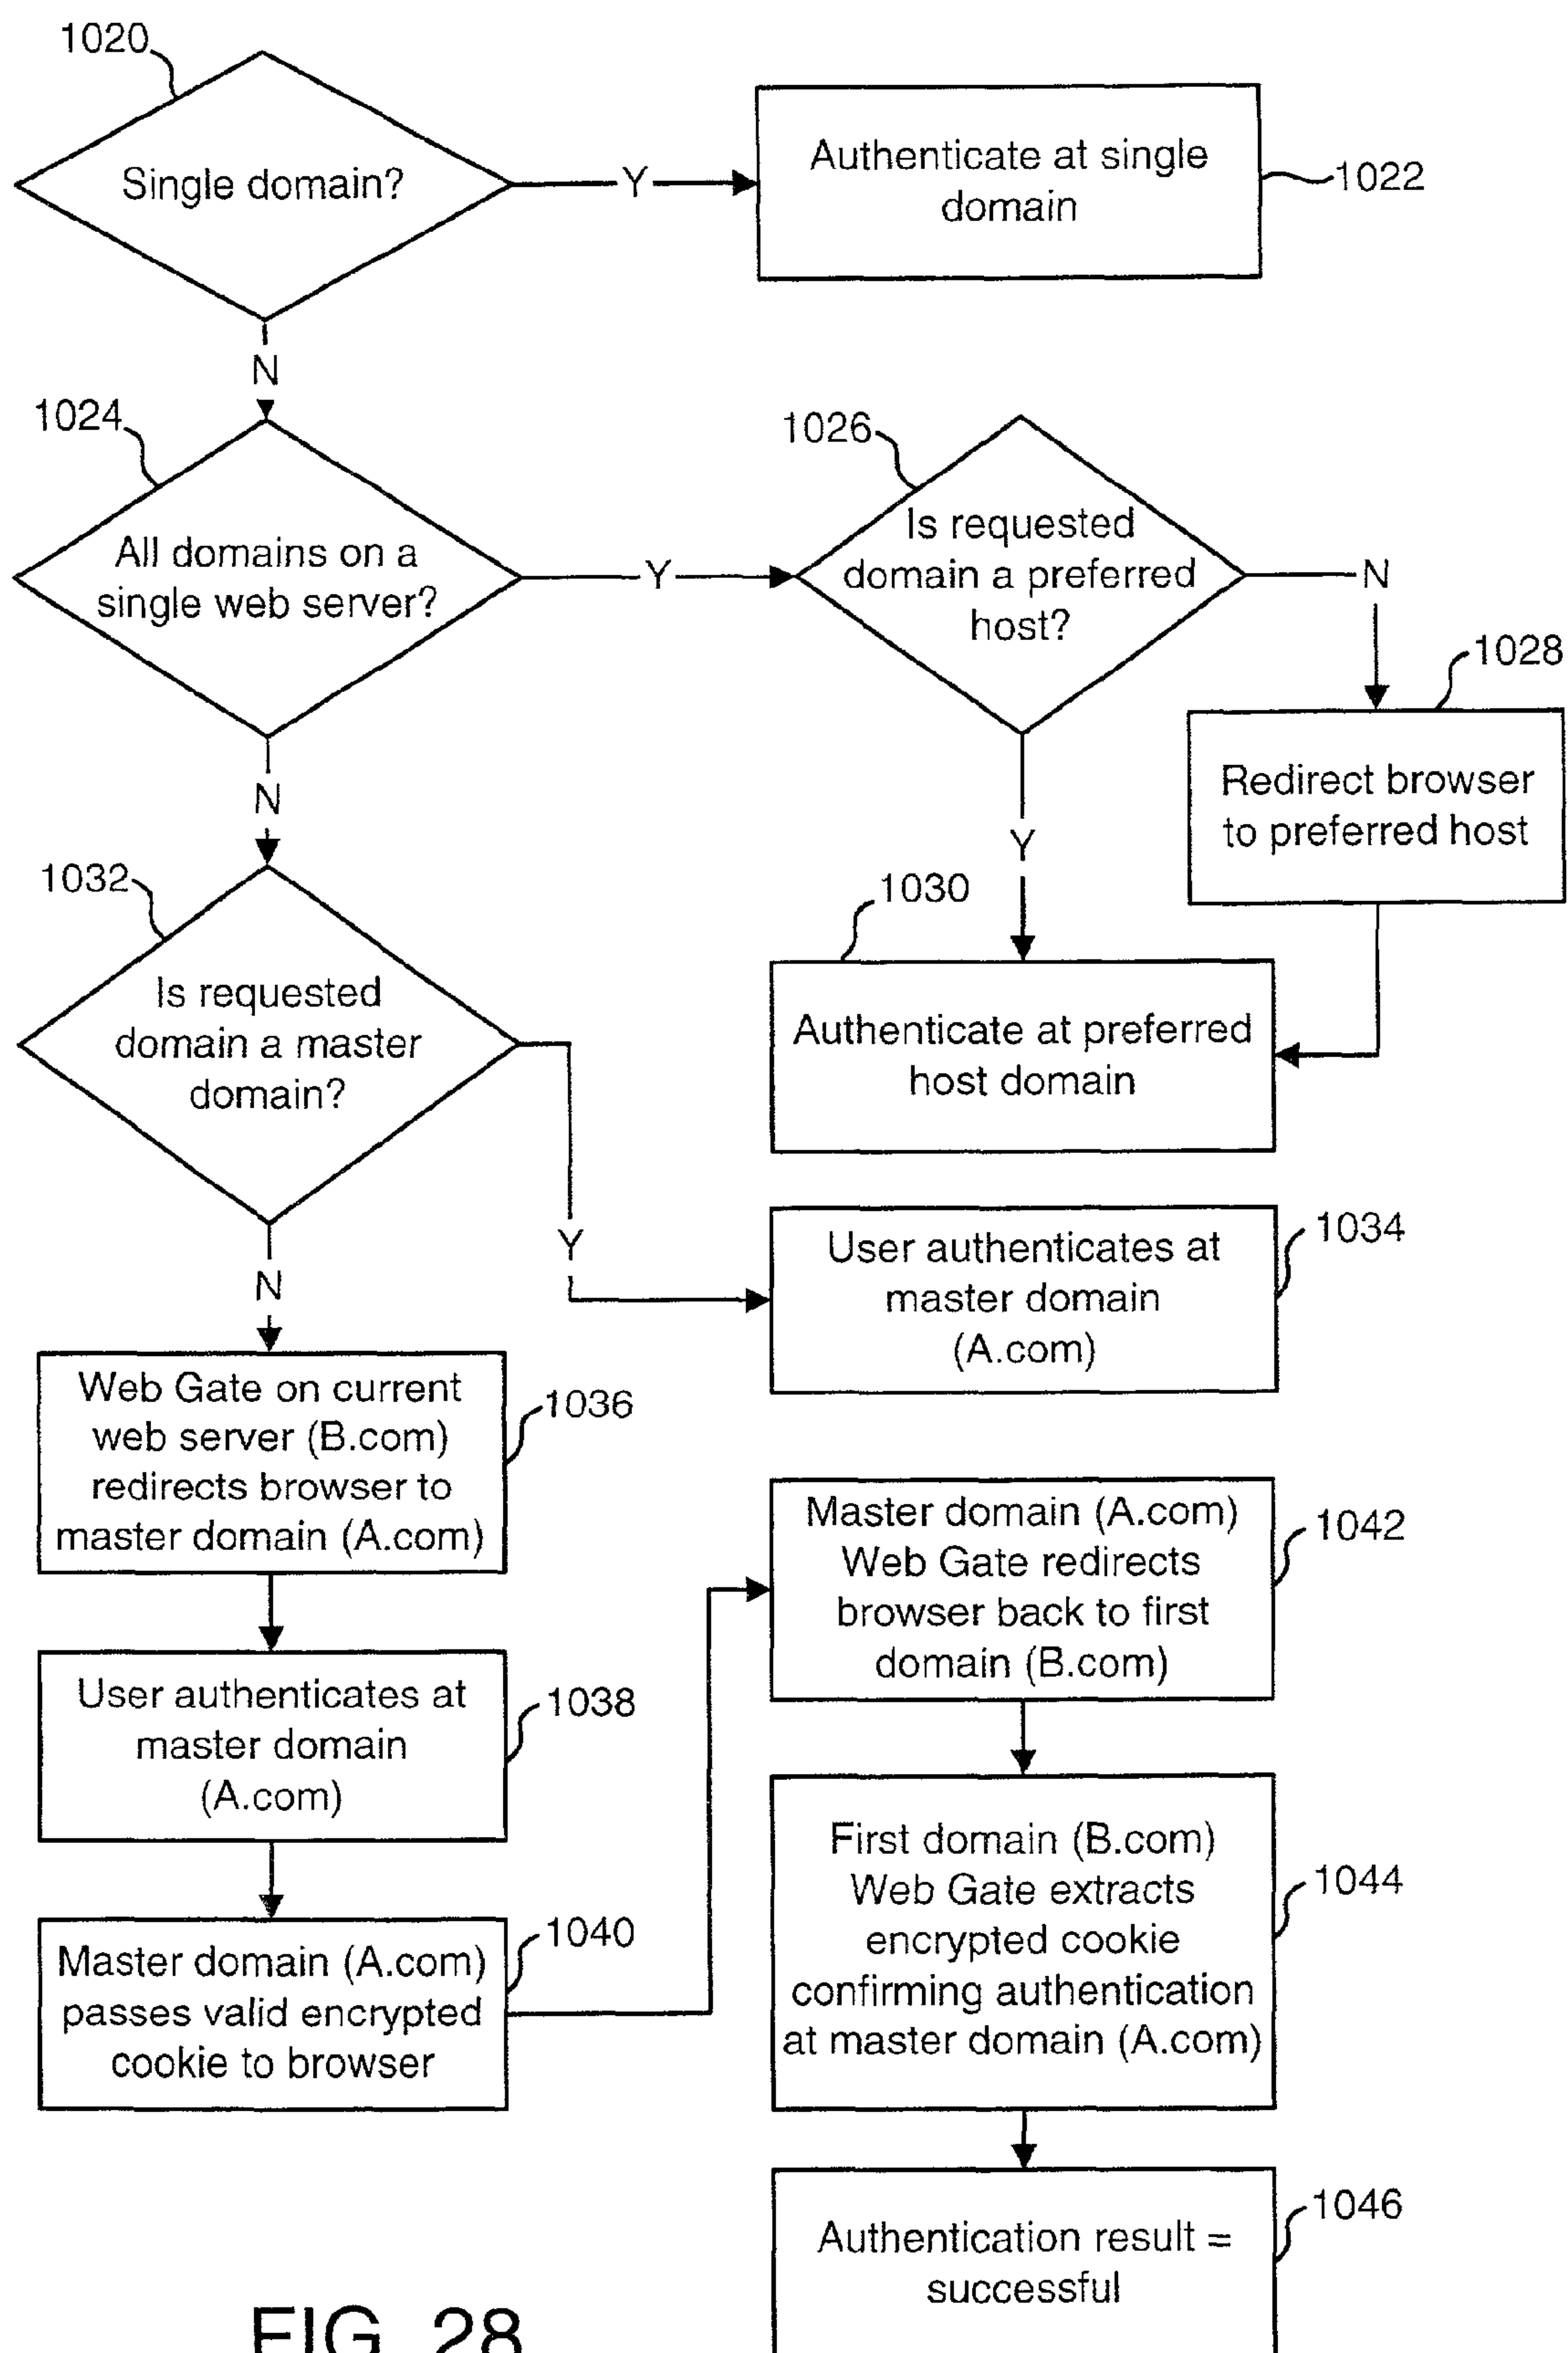 1020
Single domain?
Y
Authenticate at single
domain
1022
N
1024
All domains on a
single web server?
Y
1026
Is requested
domain a preferred
host?
N
1028
Redirect browser
to preferred host
Y
1030
Authenticate at preferred
host domain
N
1032
Is requested
domain a master
domain?
Y
1034
User authenticates at
master domain
(A.com)
N
Web Gate on current
web server (B.com)
redirects browser to
master domain (A.com)
1036
User authenticates at
master domain
(A.com)
1038
Master domain (A.com)
passes valid encrypted
cookie to browser
1040
Master domain (A.com)
Web Gate redirects
browser back to first
domain (B.com)
1042
First domain (B.com)
Web Gate extracts
encrypted cookie
confirming authentication
at master domain (A.com)
1044
Authentication result =
successful
1046
FIG. 28